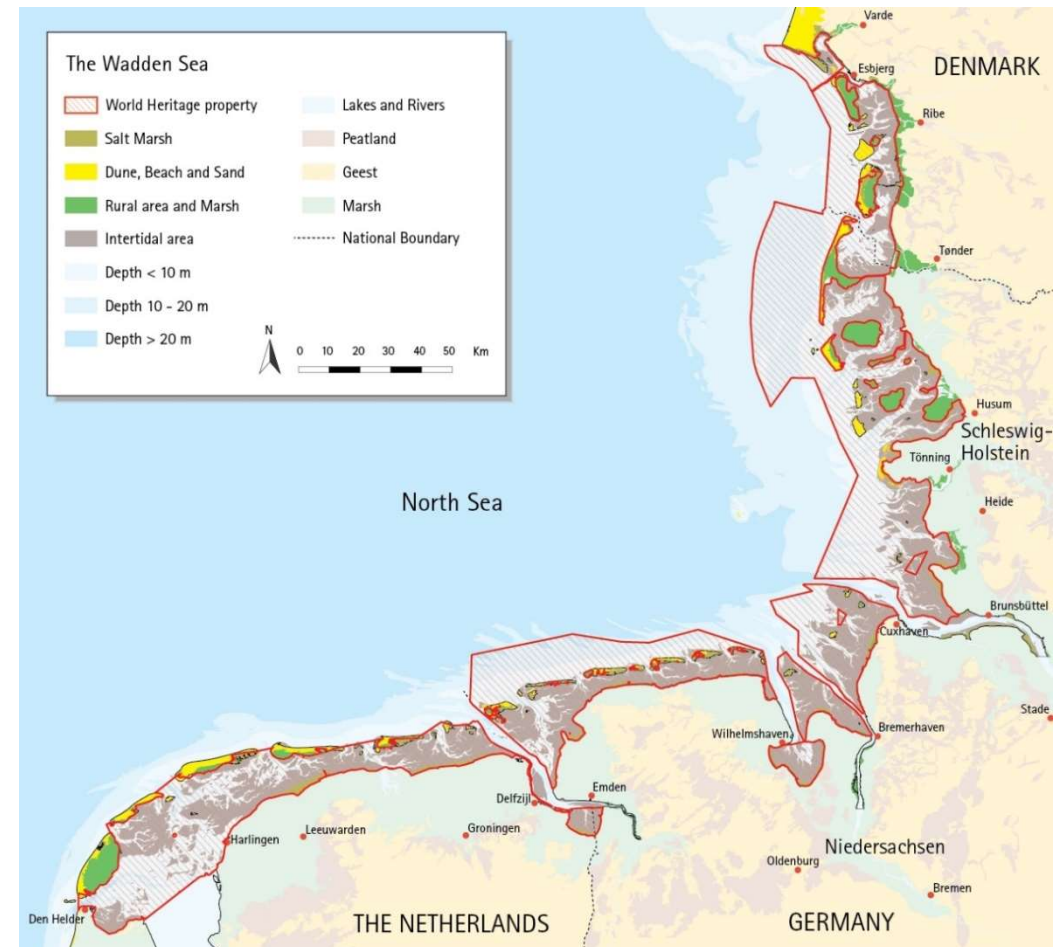 The Wadden Sea
World Heritage property
Salt Marsh
Dune, Beach and Sand
Rural area and Marsh
Intertidal area
Depth < 10 m
Depth 10 - 20 m
Depth > 20 m
Lakes and Rivers
Peatland
Geest
Marsh
National Boundary
N
0 10 20 30 40 50 Km
Varde
Esbjerg
DENMARK
Ribe
Tønder
Husum
Schleswig-
Holstein
Tönning
Heide
North Sea
Brunsbüttel
Cuxhaven
Stade
Wilhelmshaven
Bremerhaven
Emden
Delfzijl
Harlingen
Leeuwarden
Groningen
Niedersachsen
Oldenburg
Bremen
Den Helder
THE NETHERLANDS
GERMANY